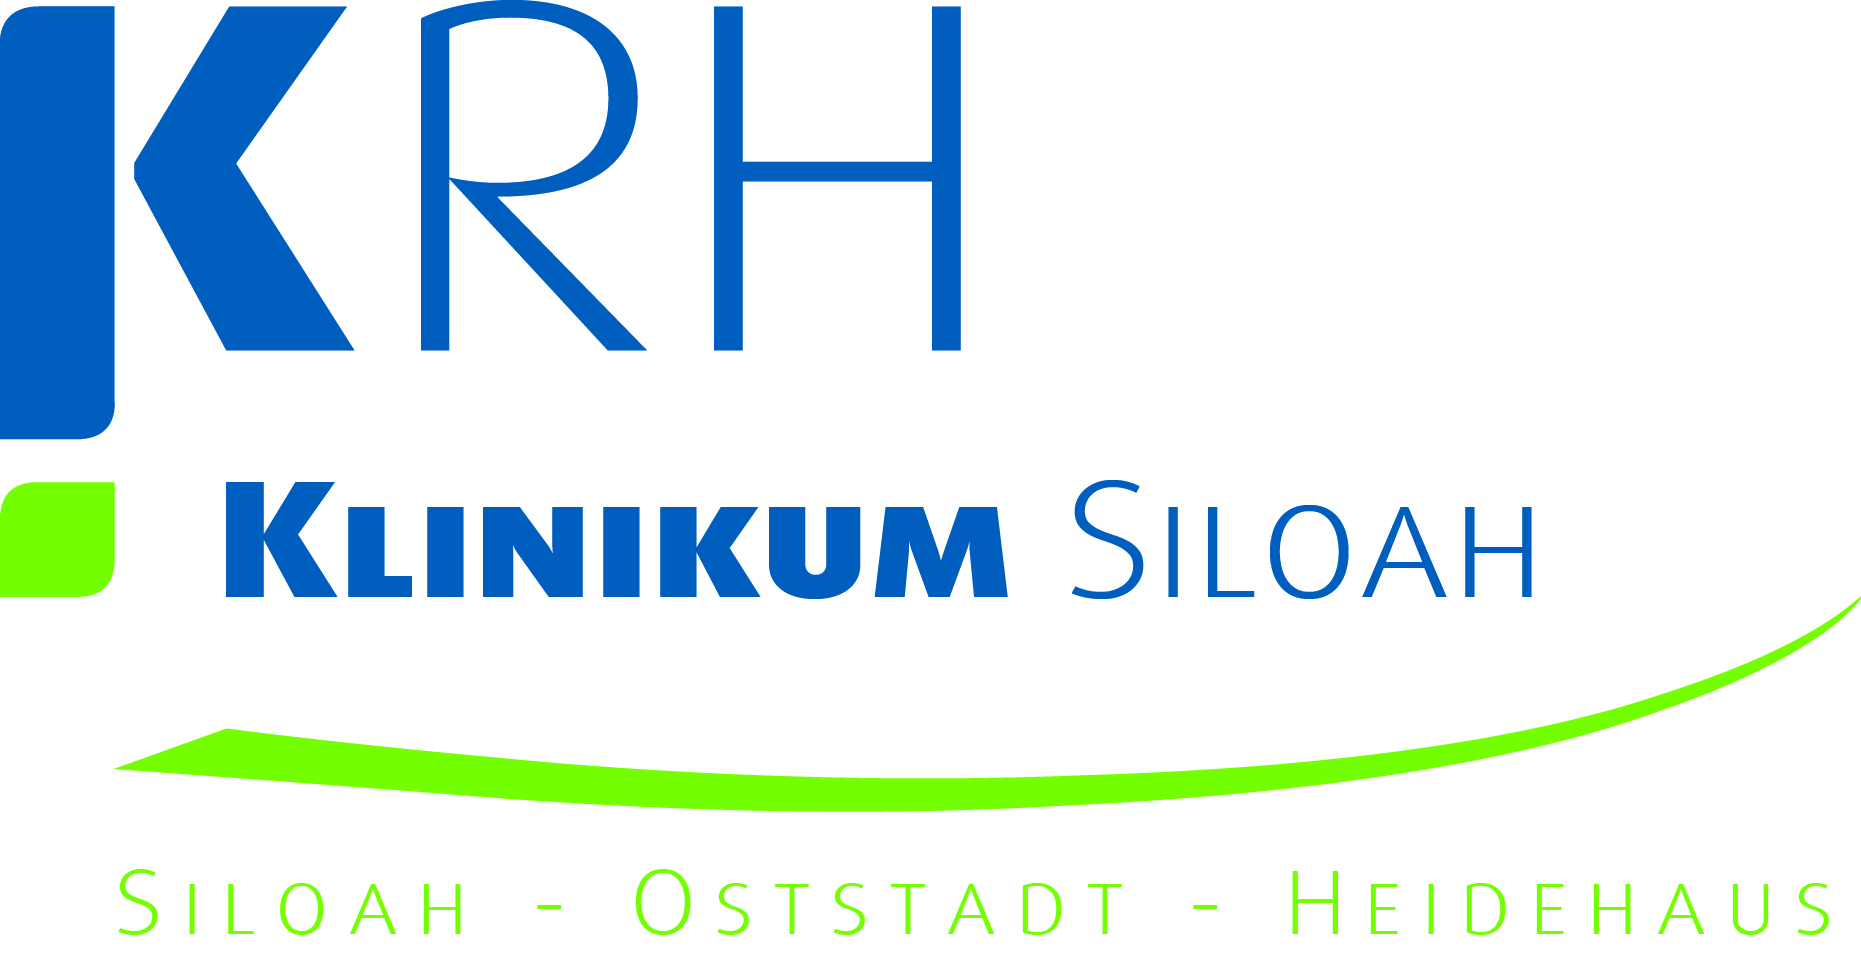 KRH
KLINIKUM SILOAH
SILOAH - OSTSTADT - HEIDEHAUS